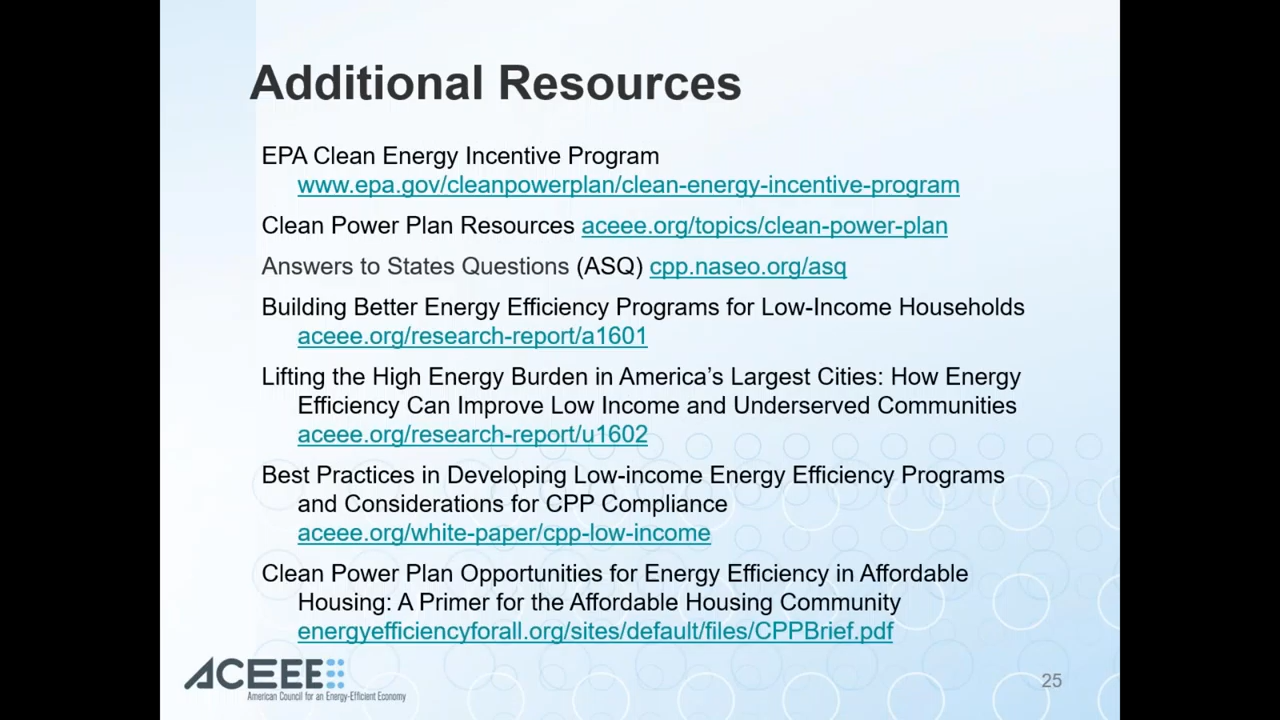 Additional Resources
EPA Clean Energy Incentive Program
www.epa.gov/cleanpowerplan/clean-energy-incentive-program
Clean Power Plan Resources aceee.org/topics/clean-power-plan
Answers to States Questions (ASQ) cpp.naseo.org/asq
Building Better Energy Efficiency Programs for Low-Income Households
aceee.org/research-report/a1601
Lifting the High Energy Burden in America's Largest Cities: How Energy
Efficiency Can Improve Low Income and Underserved Communities
aceee.org/research-report/u1602
Best Practices in Developing Low-income Energy Efficiency Programs
and Considerations for CPP Compliance
aceee.org/white-paper/cpp-low-income
Clean Power Plan Opportunities for Energy Efficiency in Affordable
Housing: A Primer for the Affordable Housing Community
energyefficiencyforall.org/sites/default/files/CPPBrief.pdf
ACEEE
American Council for an Energy-Efficient Economy
25